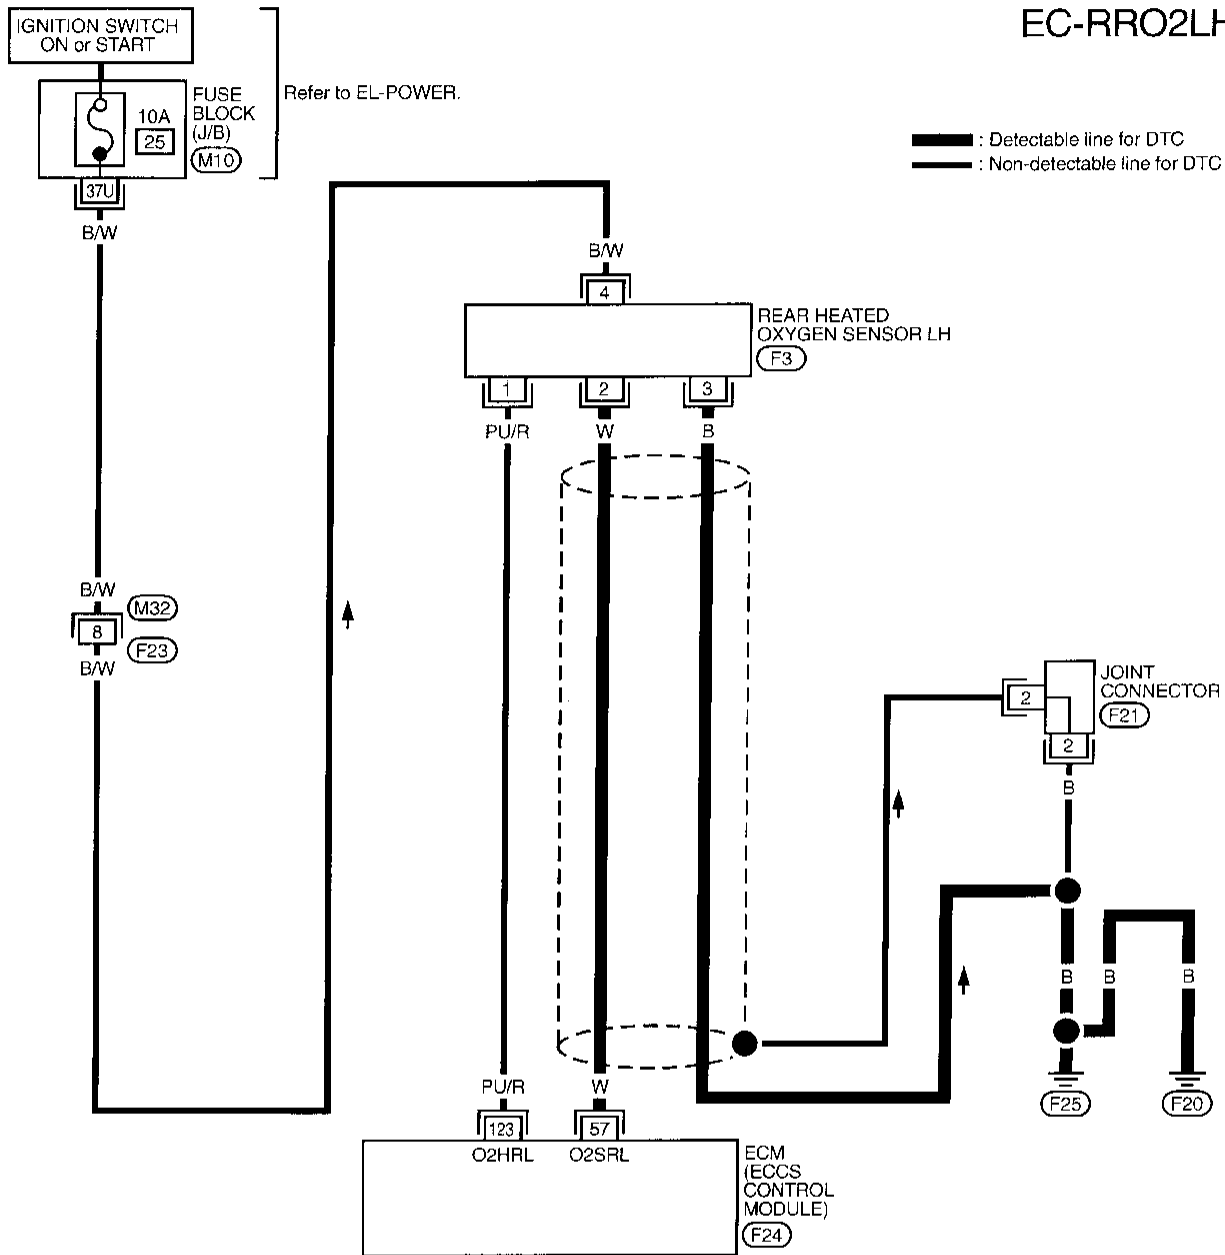 EC-RRO2LH
IGNITION SWITCH
ON or START
FUSE
BLOCK
(J/B)
M10
10A
25
Refer to EL-POWER.
: Detectable line for DTC
: Non-detectable line for DTC
37U
B/W
B/W
4
REAR HEATED
OXYGEN SENSOR LH
F3
1
2
3
PU/R
W
B
B/W
M32
8
F23
B/W
JOINT
CONNECTOR
F21
2
2
B
B
B
B
F25
F20
PU/R
W
123
57
O2HRL
O2SRL
ECM
(ECCS
CONTROL
MODULE)
F24